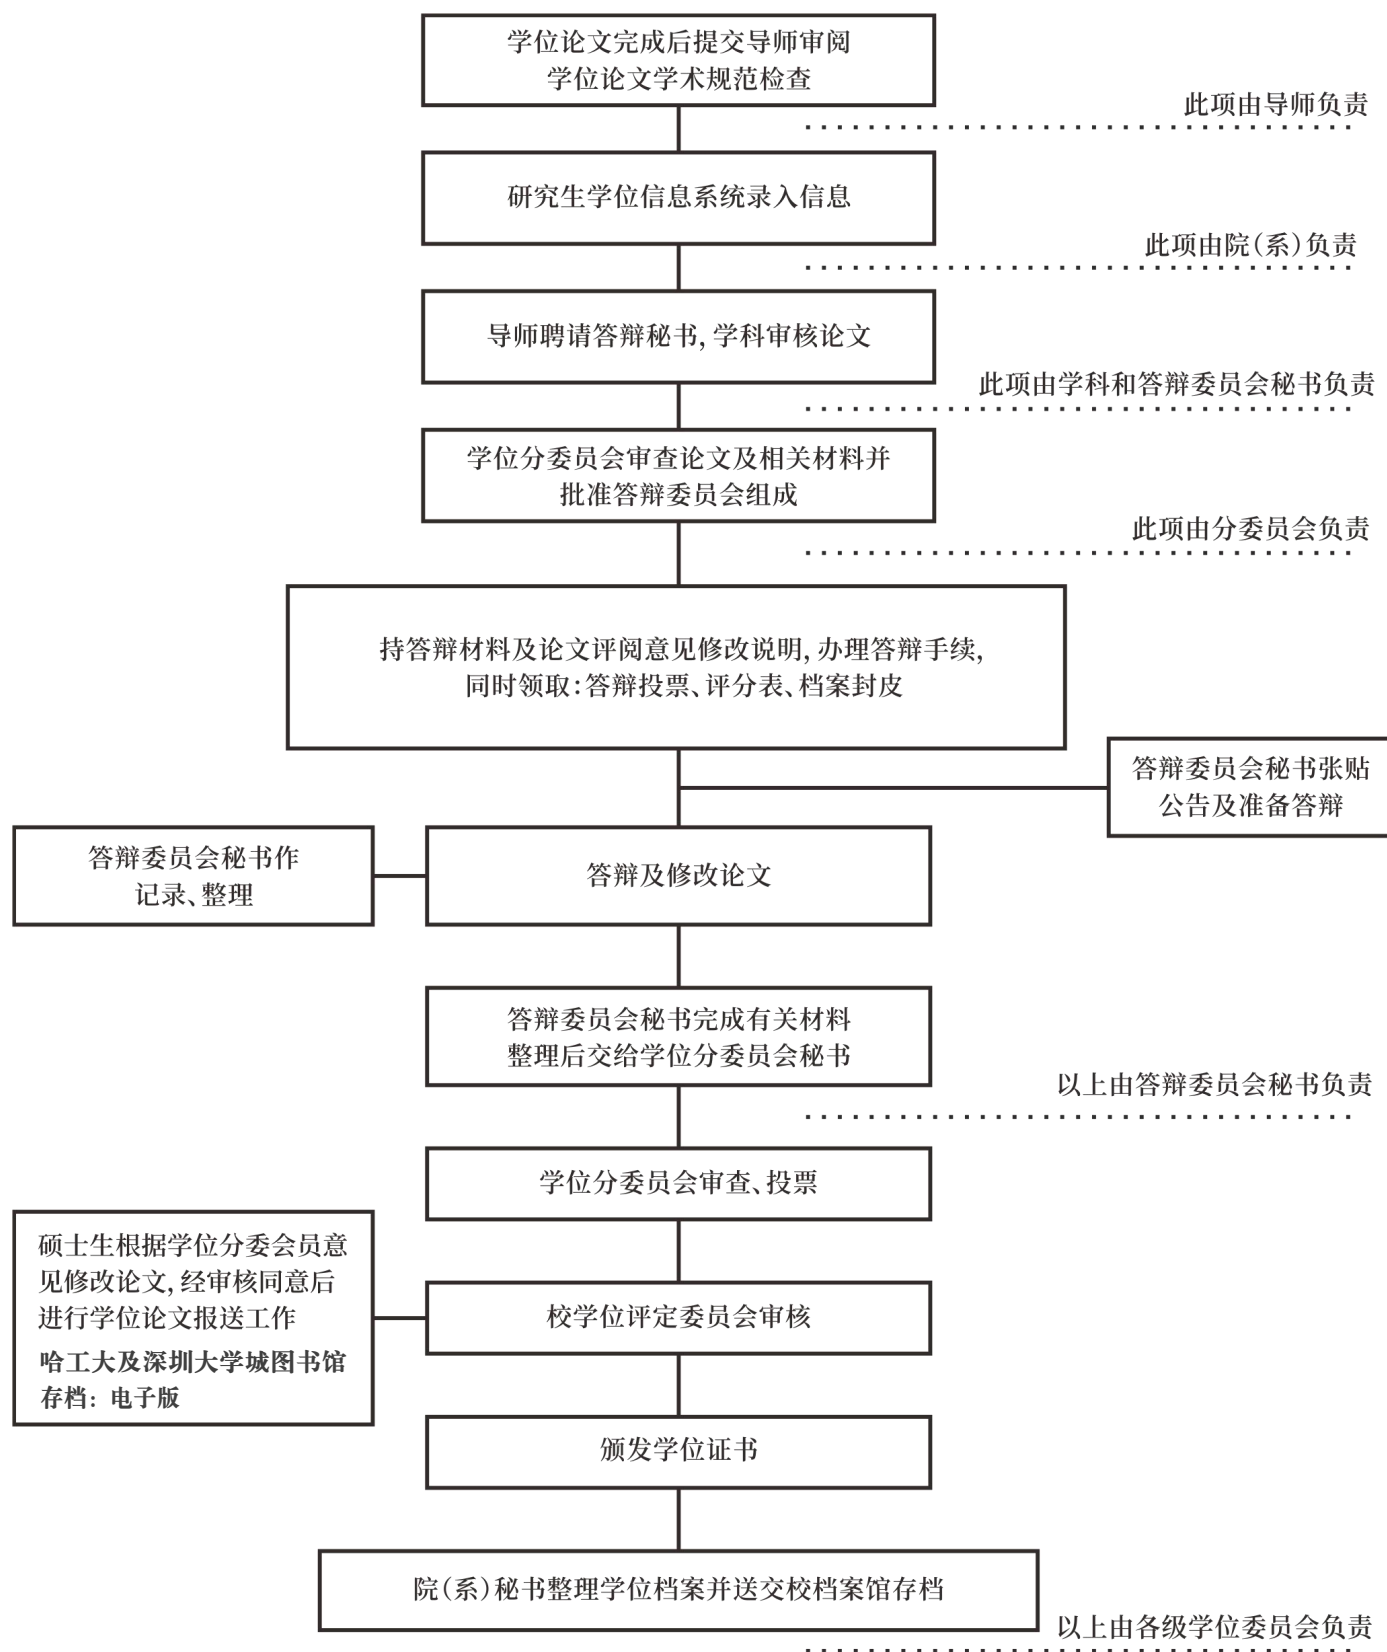 学位论文完成后提交导师审阅
学位论文学术规范检查
此项由导师负责
研究生学位信息系统录入信息
此项由院(系)负责
导师聘请答辩秘书,学科审核论文
此项由学科和答辩委员会秘书负责
学位分委员会审查论文及相关材料并
批准答辩委员会组成
此项由分委员会负责
持答辩材料及论文评阅意见修改说明,办理答辩手续,
同时领取:答辩投票、评分表、档案封皮
答辩委员会秘书张贴
公告及准备答辩
答辩委员会秘书作
记录、整理
答辩及修改论文
答辩委员会秘书完成有关材料
整理后交给学位分委员会秘书
以上由答辩委员会秘书负责
学位分委员会审查、投票
硕士生根据学位分委会员意
见修改论文,经审核同意后
进行学位论文报送工作
哈工大及深圳大学城图书馆
存档：电子版
校学位评定委员会审核
颁发学位证书
院(系)秘书整理学位档案并送交校档案馆存档
以上由各级学位委员会负责